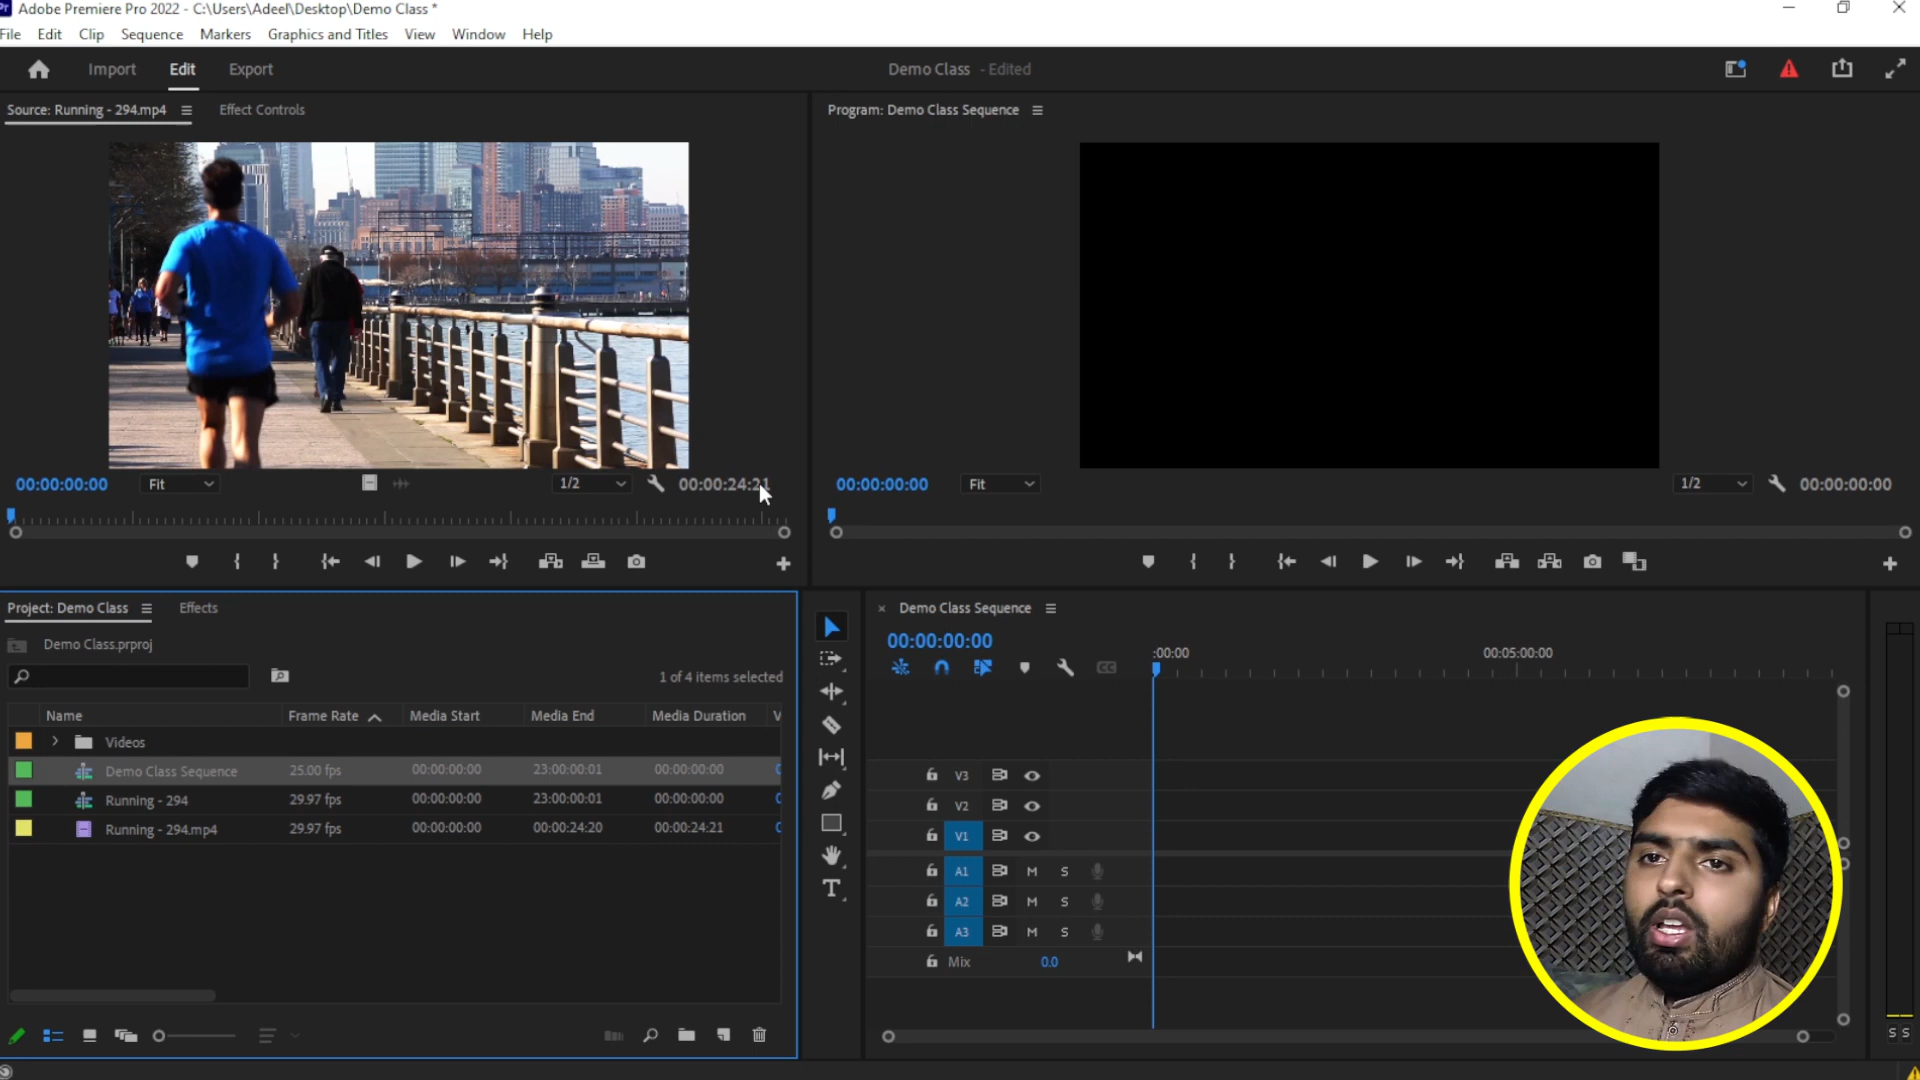 Pr Adobe Premiere Pro 2022 - C:\Users\Adeel\Desktop\Demo Class *
File Edit Clip Sequence Markers Graphics and Titles View Window Help
Import Edit Export
Demo Class - Edited
Source: Running - 294.mp4
Effect Controls
Program: Demo Class Sequence
00:00:00:00
Fit
1/2
00:00:24:21
00:00:00:00
Fit
1/2
00:00:00:00
Project: Demo Class
Effects
Demo Class.prproj
1 of 4 items selected
Name Frame Rate Media Start Media End Media Duration V
Videos
Demo Class Sequence 25.00 fps 00:00:00:00 23:00:00:01 00:00:00:00
Running - 294 29.97 fps 00:00:00:00 23:00:00:01 00:00:00:00
Running - 294.mp4 29.97 fps 00:00:00:00 00:00:24:20 00:00:24:21
× Demo Class Sequence
00:00:00:00
:00:00
00:05:00:00
V3
V2
V1
A1 M S
A2 M S
A3 M S
Mix 0.0
S S